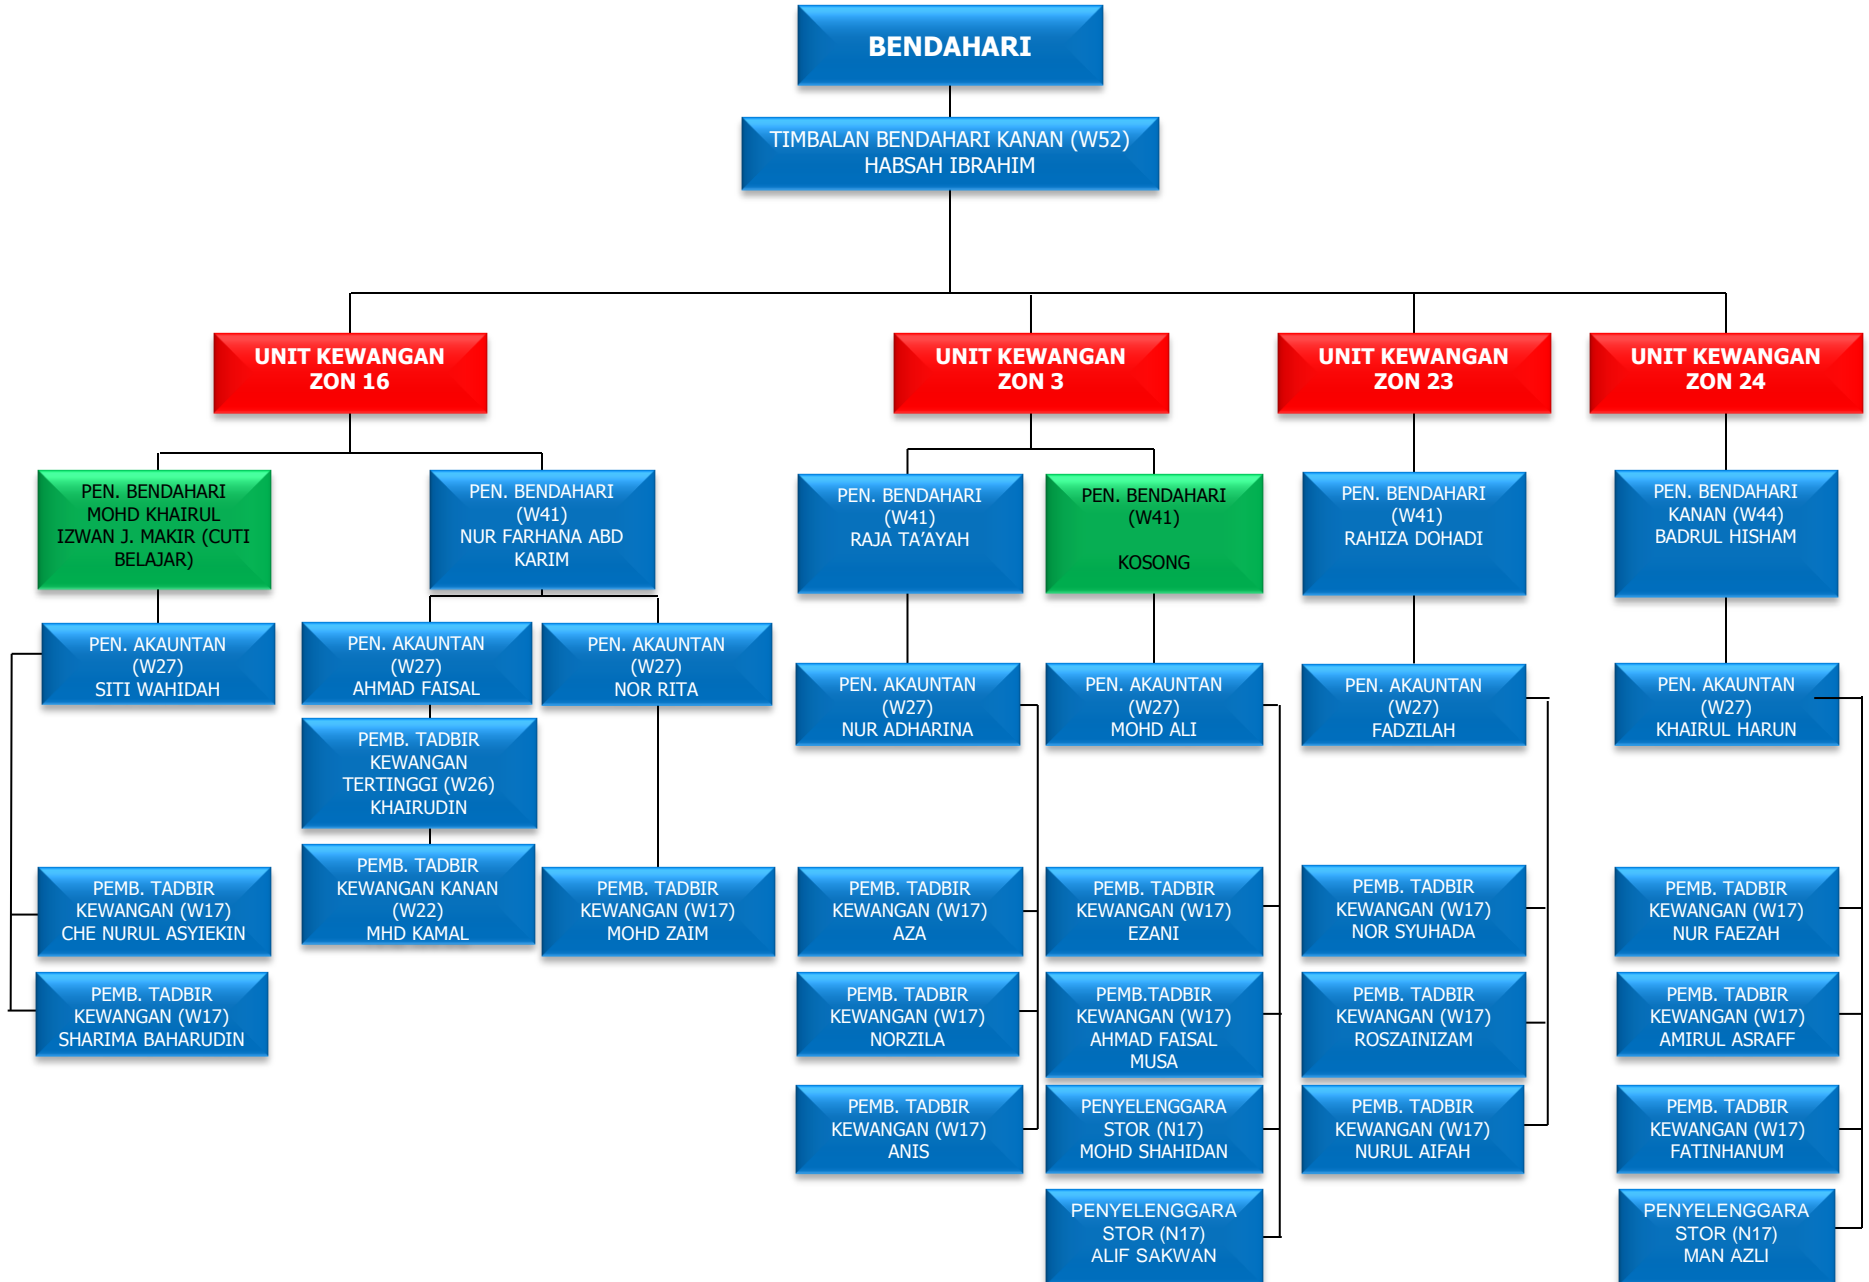 BENDAHARI
TIMBALAN BENDAHARI KANAN (W52)
HABSAH IBRAHIM
UNIT KEWANGAN
ZON 16
UNIT KEWANGAN
ZON 3
UNIT KEWANGAN
ZON 23
UNIT KEWANGAN
ZON 24
PEN. BENDAHARI
MOHD KHAIRUL
IZWAN J. MAKIR (CUTI
BELAJAR)
PEN. BENDAHARI
(W41)
NUR FARHANA ABD
KARIM
PEN. BENDAHARI
(W41)
RAJA TA’AYAH
PEN. BENDAHARI
(W41)
KOSONG
PEN. BENDAHARI
(W41)
RAHIZA DOHADI
PEN. BENDAHARI
KANAN (W44)
BADRUL HISHAM
PEN. AKAUNTAN
(W27)
SITI WAHIDAH
PEN. AKAUNTAN
(W27)
AHMAD FAISAL
PEN. AKAUNTAN
(W27)
NOR RITA
PEN. AKAUNTAN
(W27)
NUR ADHARINA
PEN. AKAUNTAN
(W27)
MOHD ALI
PEN. AKAUNTAN
(W27)
FADZILAH
PEN. AKAUNTAN
(W27)
KHAIRUL HARUN
PEMB. TADBIR
KEWANGAN
TERTINGGI (W26)
KHAIRUDIN
PEMB. TADBIR
KEWANGAN KANAN
(W22)
MHD KAMAL
PEMB. TADBIR
KEWANGAN (W17)
CHE NURUL ASYIEKIN
PEMB. TADBIR
KEWANGAN (W17)
MOHD ZAIM
PEMB. TADBIR
KEWANGAN (W17)
AZA
PEMB. TADBIR
KEWANGAN (W17)
EZANI
PEMB. TADBIR
KEWANGAN (W17)
NOR SYUHADA
PEMB. TADBIR
KEWANGAN (W17)
NUR FAEZAH
PEMB. TADBIR
KEWANGAN (W17)
SHARIMA BAHARUDIN
PEMB. TADBIR
KEWANGAN (W17)
NORZILA
PEMB.TADBIR
KEWANGAN (W17)
AHMAD FAISAL
MUSA
PEMB. TADBIR
KEWANGAN (W17)
ROSZAINIZAM
PEMB. TADBIR
KEWANGAN (W17)
AMIRUL ASRAFF
PEMB. TADBIR
KEWANGAN (W17)
ANIS
PENYELENGGARA
STOR (N17)
MOHD SHAHIDAN
PEMB. TADBIR
KEWANGAN (W17)
NURUL AIFAH
PEMB. TADBIR
KEWANGAN (W17)
FATINHANUM
PENYELENGGARA
STOR (N17)
ALIF SAKWAN
PENYELENGGARA
STOR (N17)
MAN AZLI